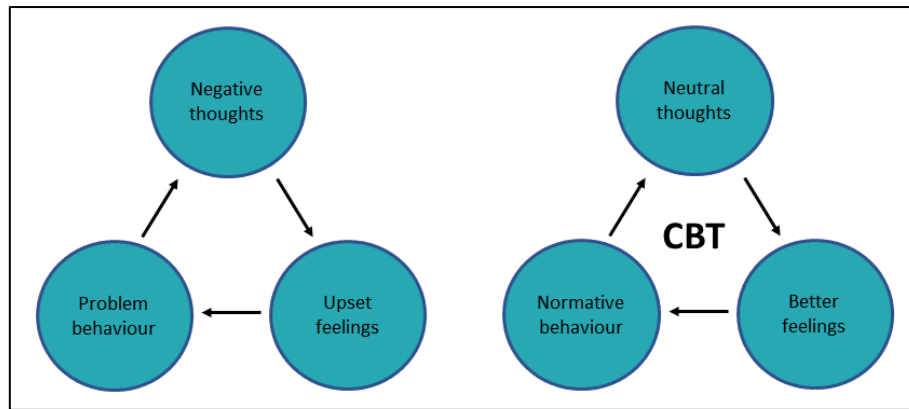 Negative
thoughts
Problem
behaviour
Upset
feelings
Neutral
thoughts
CBT
Normative
behaviour
Better
feelings